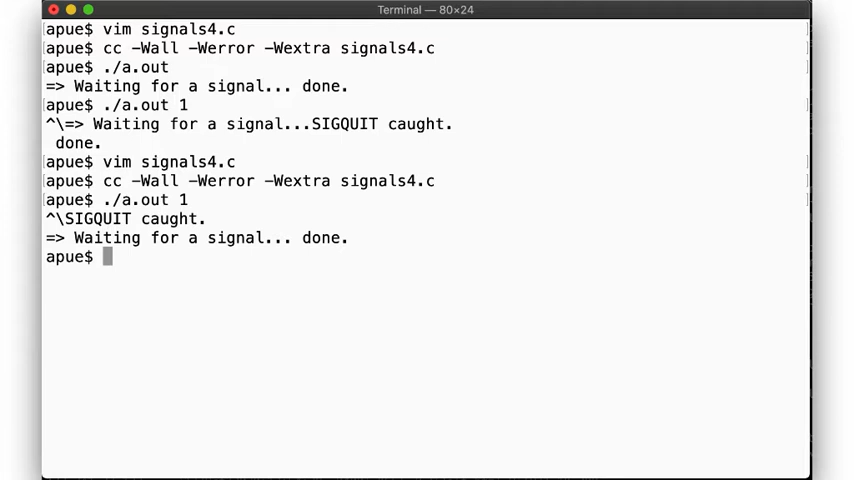 Terminal — 80×24
apue$ vim signals4.c
apue$ cc -Wall -Werror -Wextra signals4.c
apue$ ./a.out
=> Waiting for a signal... done.
apue$ ./a.out 1
^\=> Waiting for a signal...SIGQUIT caught.
 done.
apue$ vim signals4.c
apue$ cc -Wall -Werror -Wextra signals4.c
apue$ ./a.out 1
^\SIGQUIT caught.
=> Waiting for a signal... done.
apue$